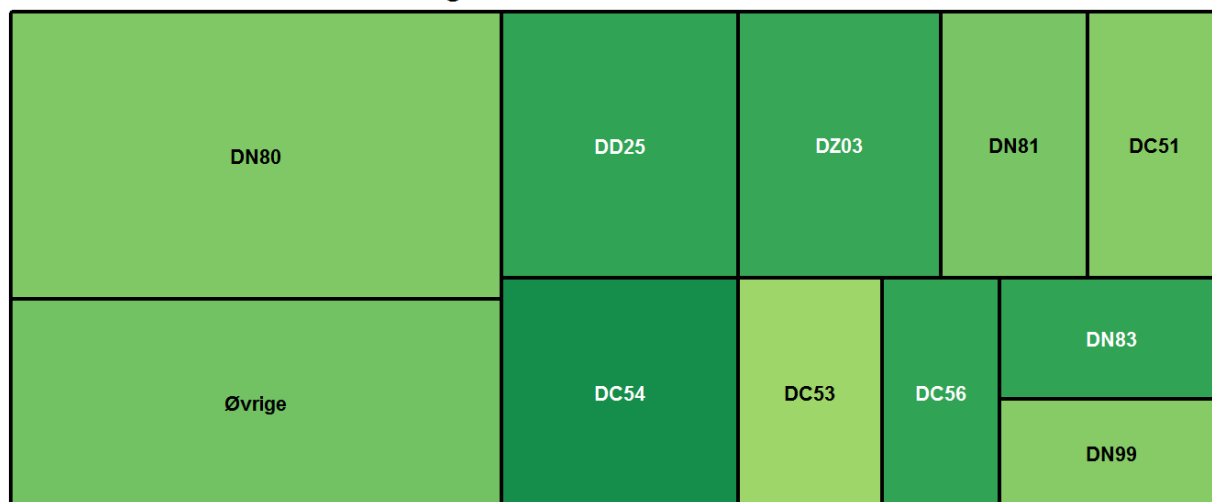 DN80
DD25
DZ03
DN81
DC51
Øvrige
DC54
DC53
DC56
DN83
DN99